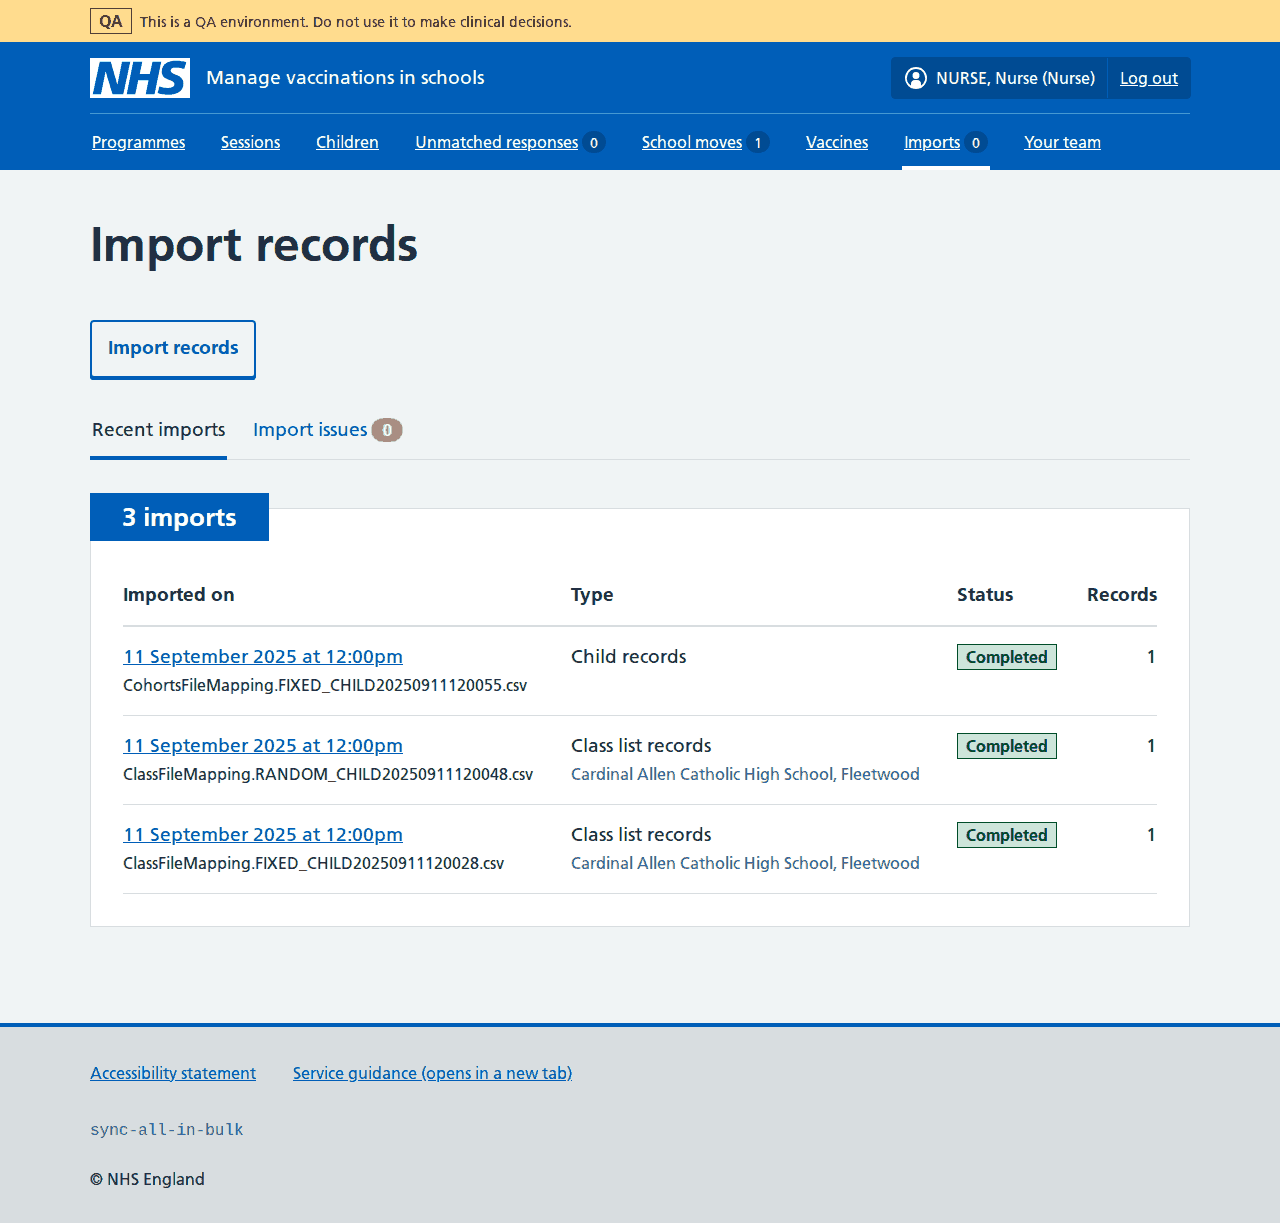 QA This is a QA environment. Do not use it to make clinical decisions.
NHS Manage vaccinations in schools NURSE, Nurse (Nurse) Log out
Programmes Sessions Children Unmatched responses 0 School moves 1 Vaccines Imports 0 Your team
Import records
Import records
Recent imports Import issues 0
3 imports
Imported on Type Status Records
11 September 2025 at 12:00pm Child records Completed 1
CohortsFileMapping.FIXED_CHILD20250911120055.csv
11 September 2025 at 12:00pm Class list records Completed 1
ClassFileMapping.RANDOM_CHILD20250911120048.csv Cardinal Allen Catholic High School, Fleetwood
11 September 2025 at 12:00pm Class list records Completed 1
ClassFileMapping.FIXED_CHILD20250911120028.csv Cardinal Allen Catholic High School, Fleetwood
Accessibility statement Service guidance (opens in a new tab)
sync-all-in-bulk
© NHS England